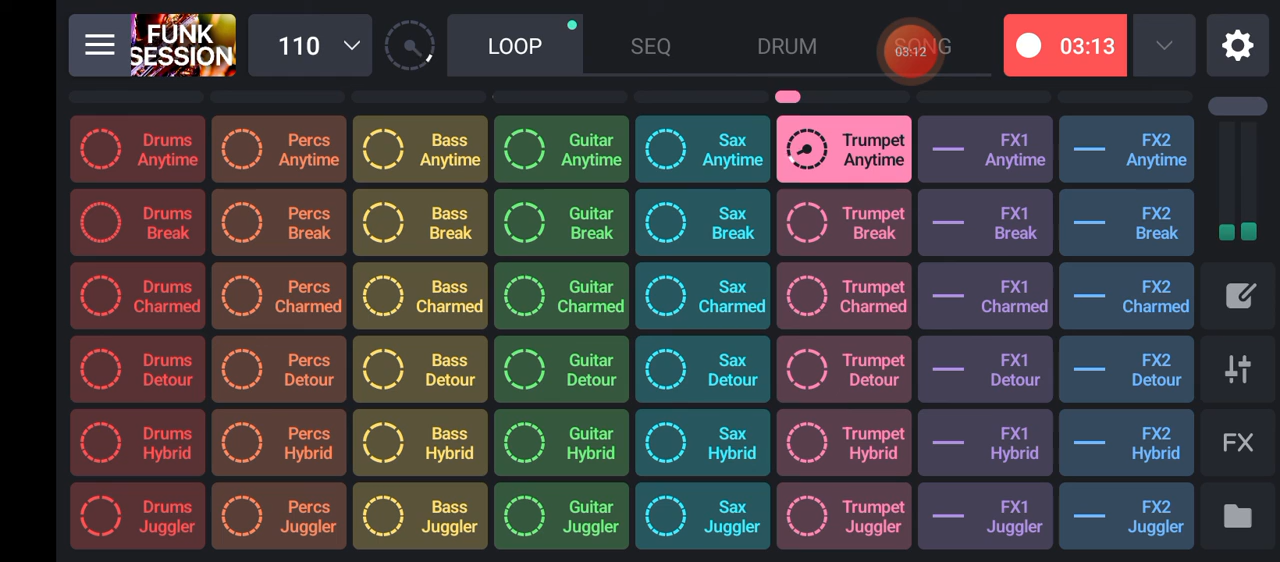 FUNK
SESSION
110
LOOP
SEQ
DRUM
SONG
03:12
03:13
Drums
Anytime
Percs
Anytime
Bass
Anytime
Guitar
Anytime
Sax
Anytime
Trumpet
Anytime
FX1
Anytime
FX2
Anytime
Drums
Break
Percs
Break
Bass
Break
Guitar
Break
Sax
Break
Trumpet
Break
FX1
Break
FX2
Break
Drums
Charmed
Percs
Charmed
Bass
Charmed
Guitar
Charmed
Sax
Charmed
Trumpet
Charmed
FX1
Charmed
FX2
Charmed
Drums
Detour
Percs
Detour
Bass
Detour
Guitar
Detour
Sax
Detour
Trumpet
Detour
FX1
Detour
FX2
Detour
Drums
Hybrid
Percs
Hybrid
Bass
Hybrid
Guitar
Hybrid
Sax
Hybrid
Trumpet
Hybrid
FX1
Hybrid
FX2
Hybrid
FX
Drums
Juggler
Percs
Juggler
Bass
Juggler
Guitar
Juggler
Sax
Juggler
Trumpet
Juggler
FX1
Juggler
FX2
Juggler